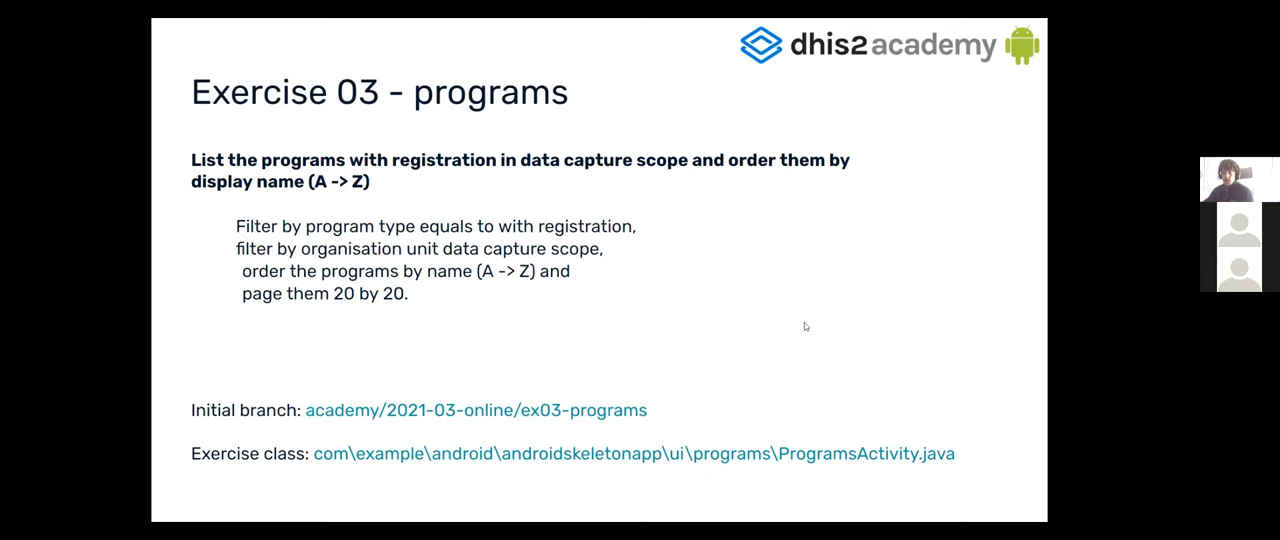 dhis2 academy
Exercise 03 - programs
List the programs with registration in data capture scope and order them by
display name (A -> Z)
Filter by program type equals to with registration,
filter by organisation unit data capture scope,
order the programs by name (A -> Z) and
page them 20 by 20.
Initial branch: academy/2021-03-online/ex03-programs
Exercise class: com\example\android\androidskeletonapp\ui\programs\ProgramsActivity.java